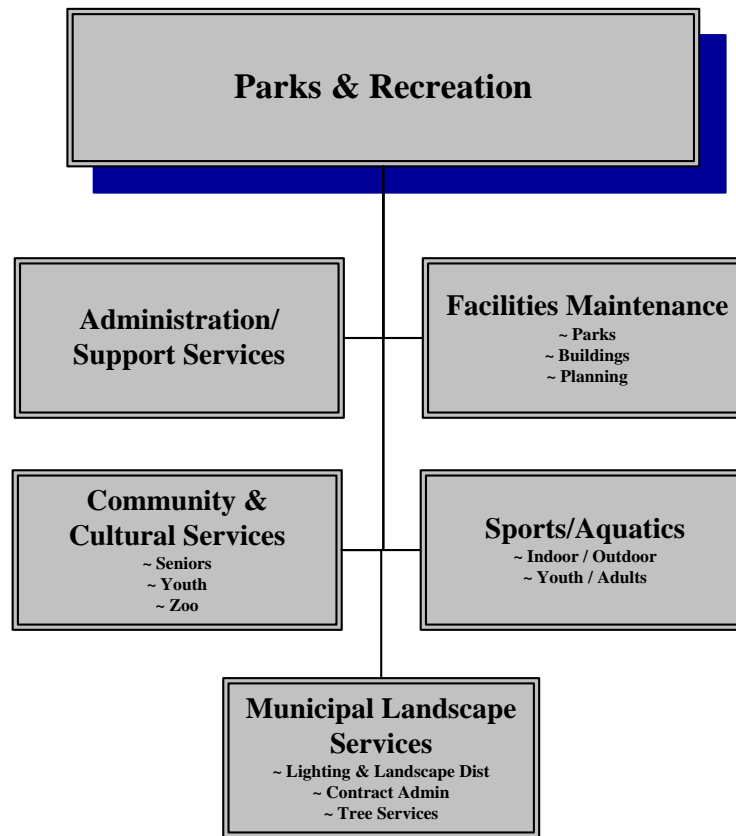 Parks & Recreation
Administration/
Support Services
Facilities Maintenance
~ Parks
~ Buildings
~ Planning
Community &
Cultural Services
~ Seniors
~ Youth
~ Zoo
Sports/Aquatics
~ Indoor / Outdoor
~ Youth / Adults
Municipal Landscape
Services
~ Lighting & Landscape Dist
~ Contract Admin
~ Tree Services